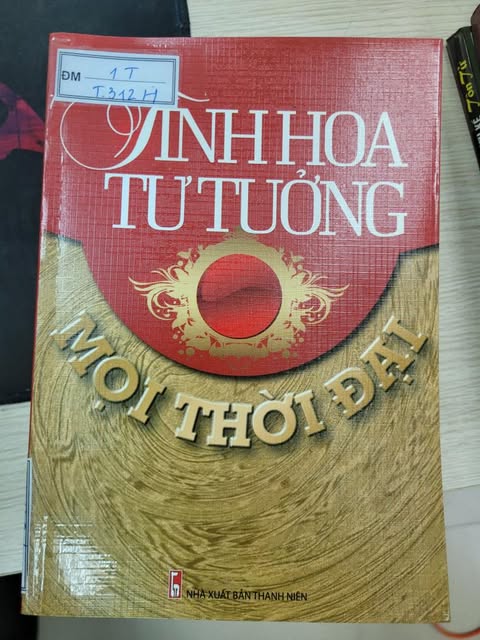 ĐM 1T
T312H
TINH HOA
TƯ TƯỞNG
MỌI THỜI ĐẠI
NHÀ XUẤT BẢN THANH NIÊN